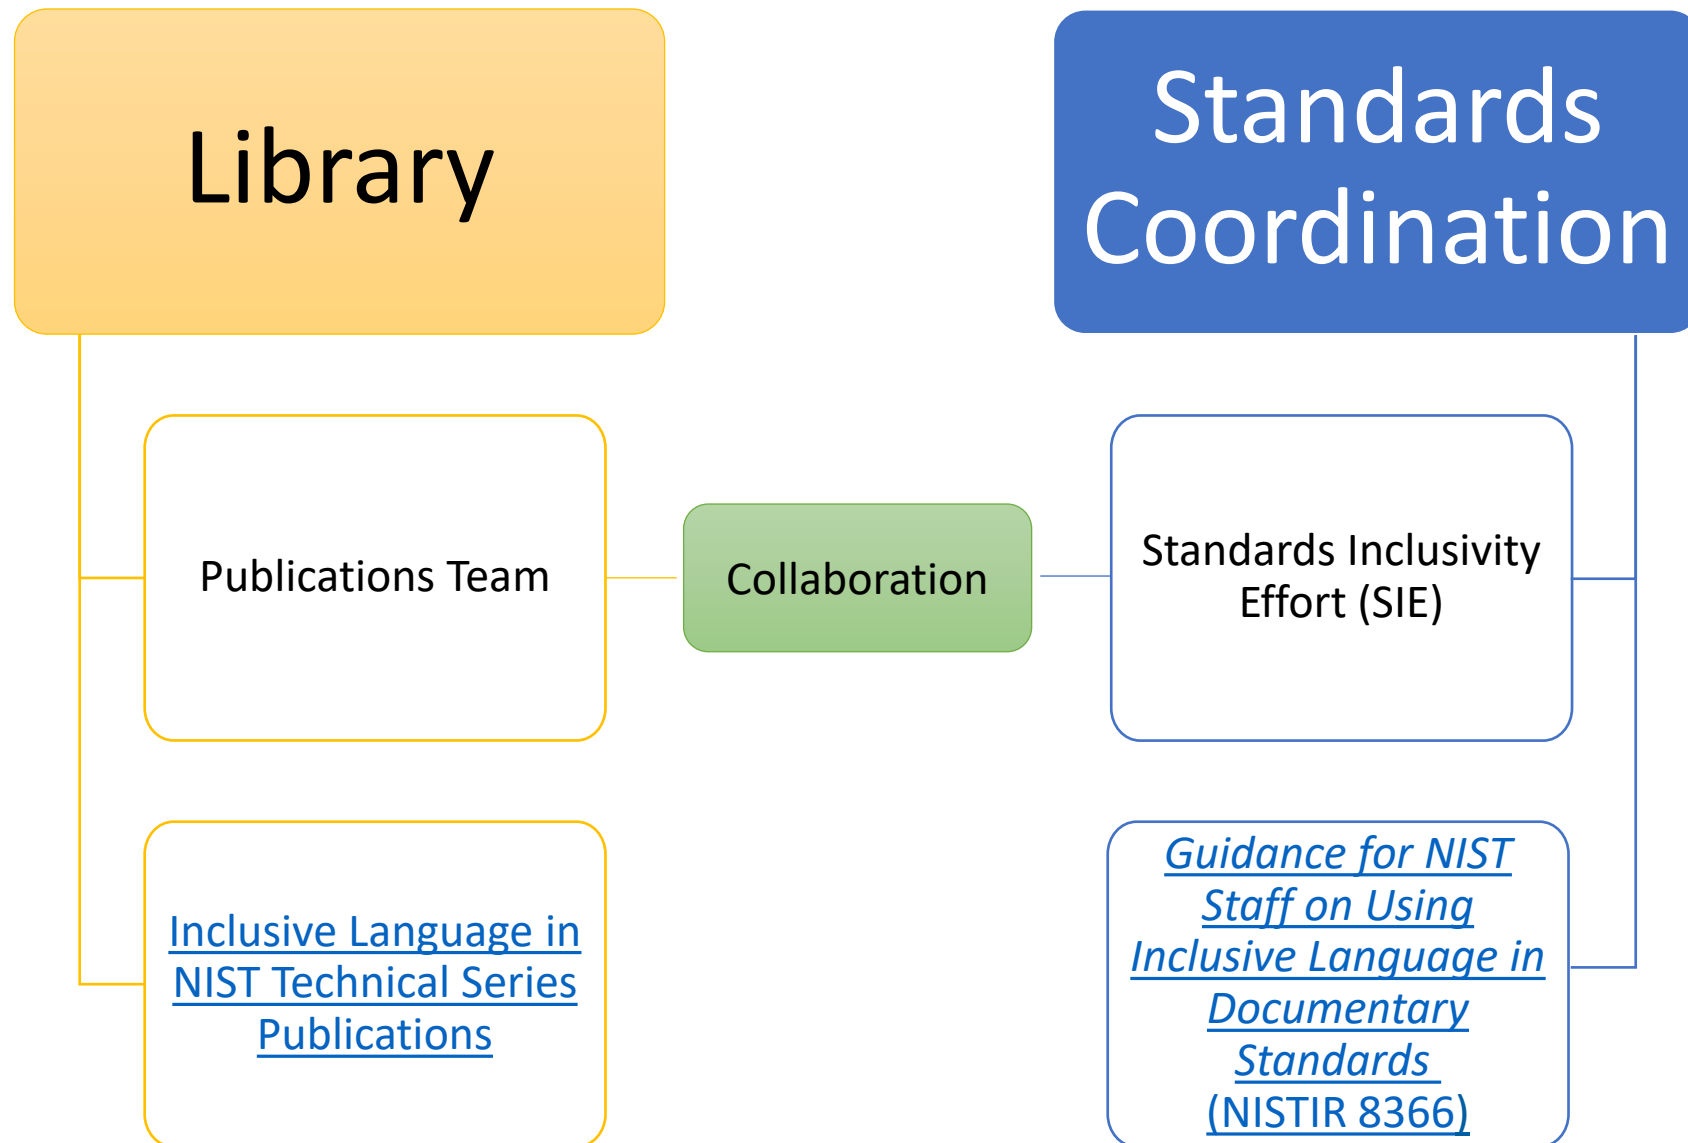 Library
Standards
Coordination
Publications Team
Collaboration
Standards Inclusivity
Effort (SIE)
Inclusive Language in
NIST Technical Series
Publications
Guidance for NIST
Staff on Using
Inclusive Language in
Documentary
Standards
(NISTIR 8366)